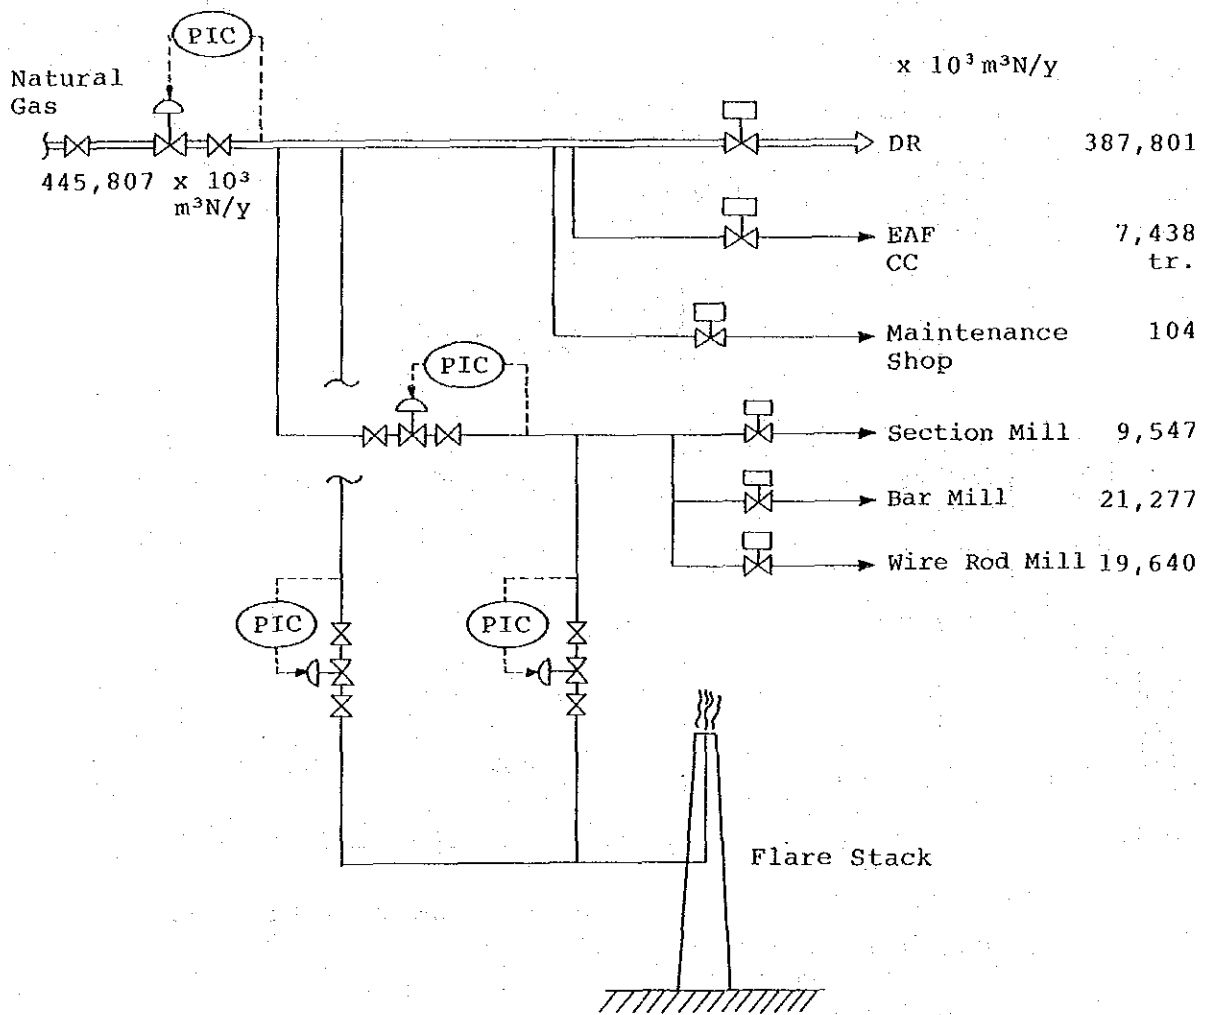 PIC
Natural
Gas
x 10³ m³N/y
DR 387,801
445,807 x 10³
m³N/y
EAF 7,438
CC tr.
Maintenance 104
Shop
PIC
Section Mill 9,547
Bar Mill 21,277
Wire Rod Mill 19,640
PIC
PIC
Flare Stack